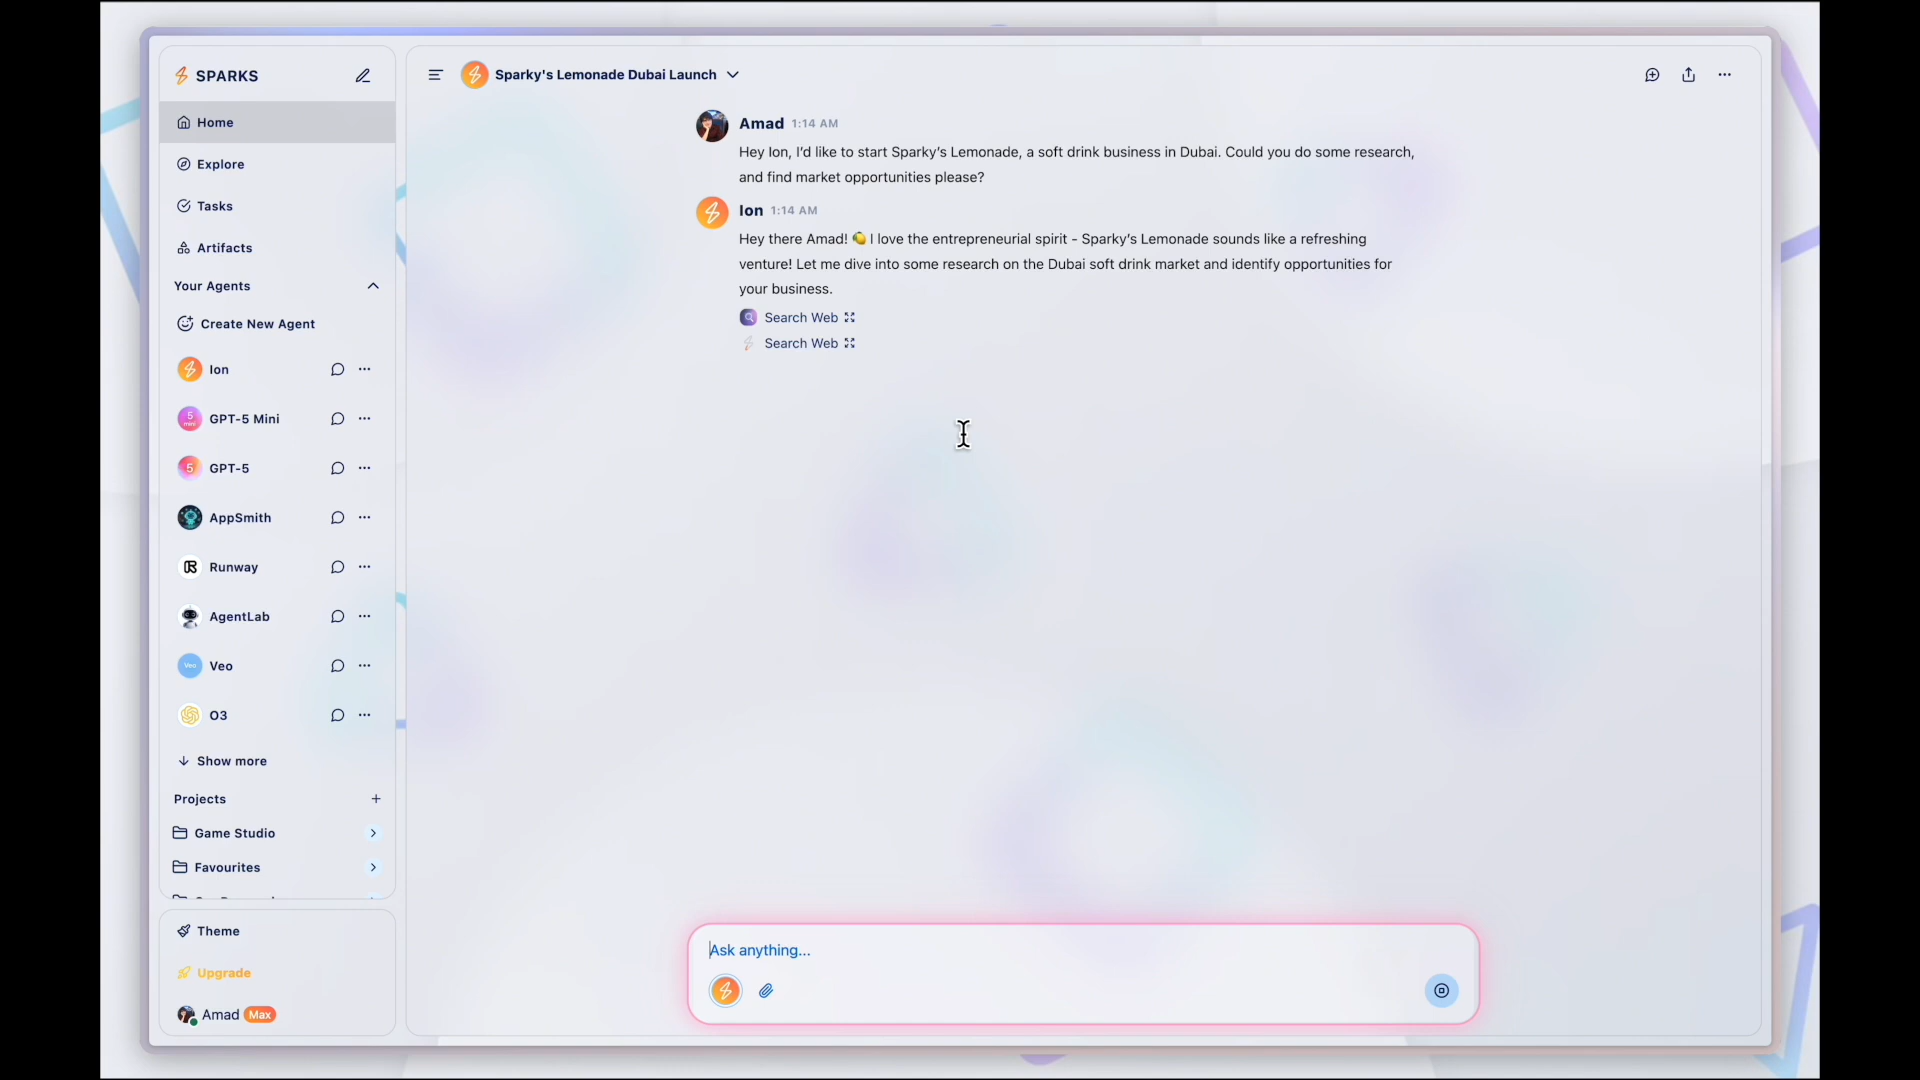 SPARKS
Home
Explore
Tasks
Artifacts
Your Agents
Create New Agent
Ion
5 mini
GPT-5 Mini
5
GPT-5
AppSmith
Runway
AgentLab
Veo
Veo
O3
Show more
Projects
Game Studio
Favourites
Theme
Upgrade
Amad Max
Sparky's Lemonade Dubai Launch
Amad 1:14 AM
Hey Ion, I’d like to start Sparky’s Lemonade, a soft drink business in Dubai. Could you do some research,
and find market opportunities please?
Ion 1:14 AM
Hey there Amad! 🍋 I love the entrepreneurial spirit - Sparky’s Lemonade sounds like a refreshing
venture! Let me dive into some research on the Dubai soft drink market and identify opportunities for
your business.
Search Web
Search Web
Ask anything...